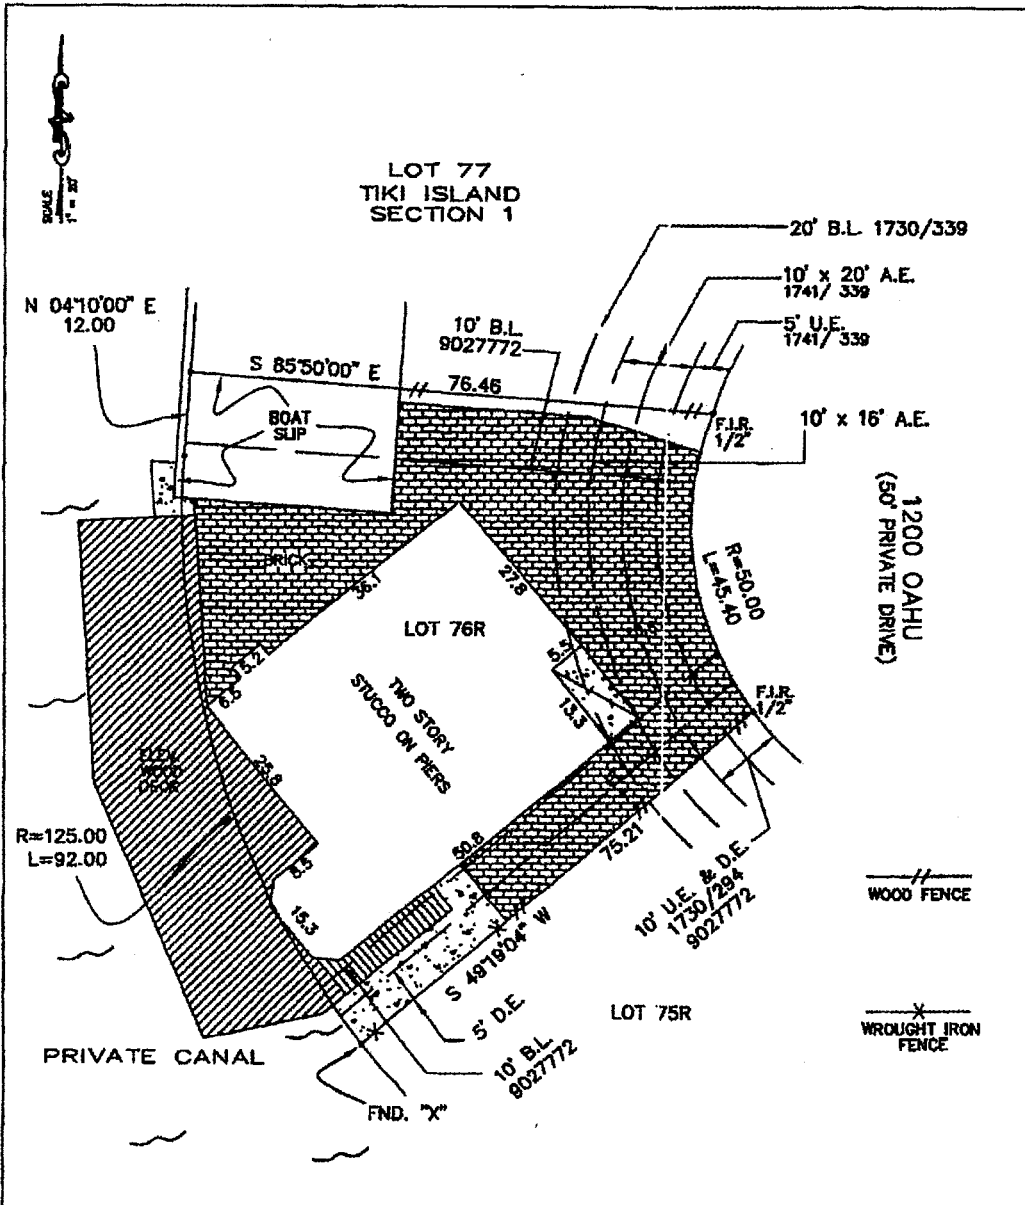 SCALE
1" = 20'
LOT 77
TIKI ISLAND
SECTION 1
20' B.L. 1730/339
10' x 20' A.E.
1741/ 339
5' U.E.
1741/ 339
N 04°10'00" E
12.00
10' B.L.
9027772
S 85°50'00" E
76.46
BOAT
SLIP
F.I.R.
1/2"
10' x 16' A.E.
1200 OAHU
(50' PRIVATE DRIVE)
R=50.00
L=45.40
BRICK
36.1
27.8
LOT 76R
15.2
6.5
5.5
13.3
TWO STORY
STUCCO ON PIERS
F.I.R.
1/2"
ELEV.
WOOD
DECK
25.8
R=125.00
L=92.00
8.5
50.8
15.3
75.21
S 49°19'04" W
10' U.E. & D.E.
1730/294
9027772
WOOD FENCE
5' D.E.
LOT 75R
WROUGHT IRON
FENCE
PRIVATE CANAL
10' B.L.
9027772
FND. "X"